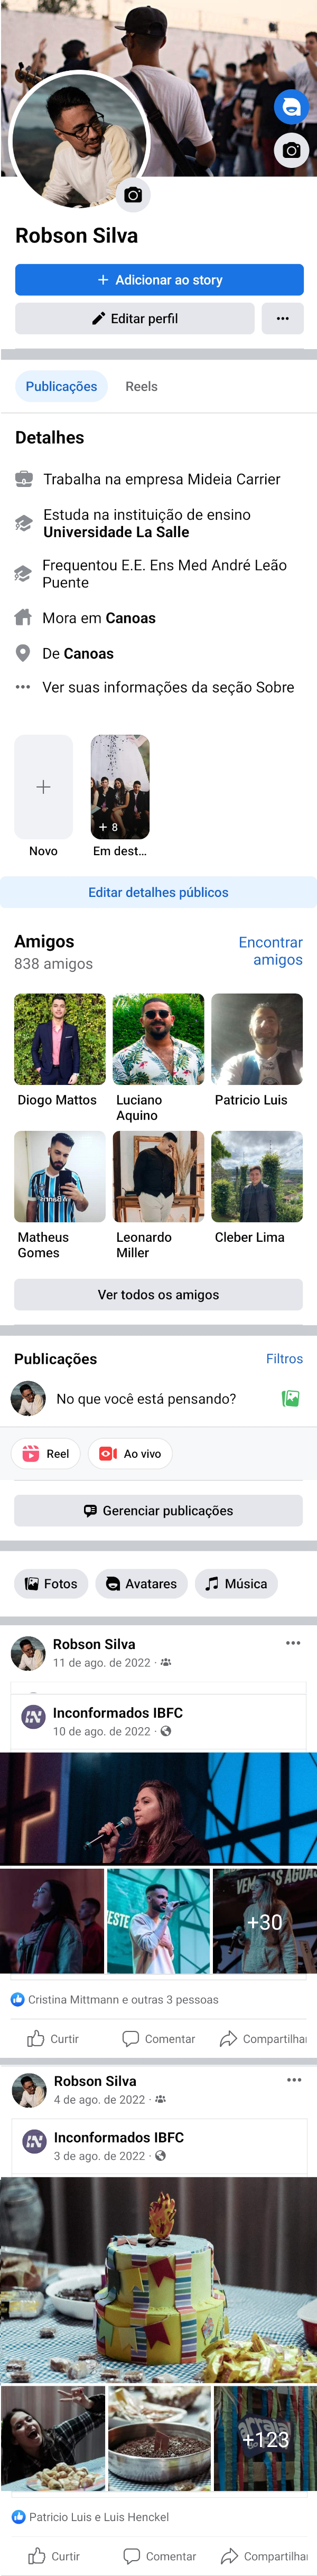 Robson Silva
+ Adicionar ao story
Editar perfil
Publicações Reels
Detalhes
Trabalha na empresa Mideia Carrier
Estuda na instituição de ensino
Universidade La Salle
Frequentou E.E. Ens Med André Leão
Puente
Mora em Canoas
De Canoas
Ver suas informações da seção Sobre
+ 8
Novo Em dest...
Editar detalhes públicos
Amigos Encontrar
838 amigos amigos
Diogo Mattos Luciano Patricio Luis
Aquino
Matheus Leonardo Cleber Lima
Gomes Miller
Ver todos os amigos
Publicações Filtros
No que você está pensando?
Reel Ao vivo
Gerenciar publicações
Fotos Avatares Música
Robson Silva
11 de ago. de 2022 ·
Inconformados IBFC
10 de ago. de 2022 ·
+30
Cristina Mittmann e outras 3 pessoas
Curtir Comentar Compartilhar
Robson Silva
4 de ago. de 2022 ·
Inconformados IBFC
3 de ago. de 2022 ·
+123
Patricio Luis e Luis Henckel
Curtir Comentar Compartilhar